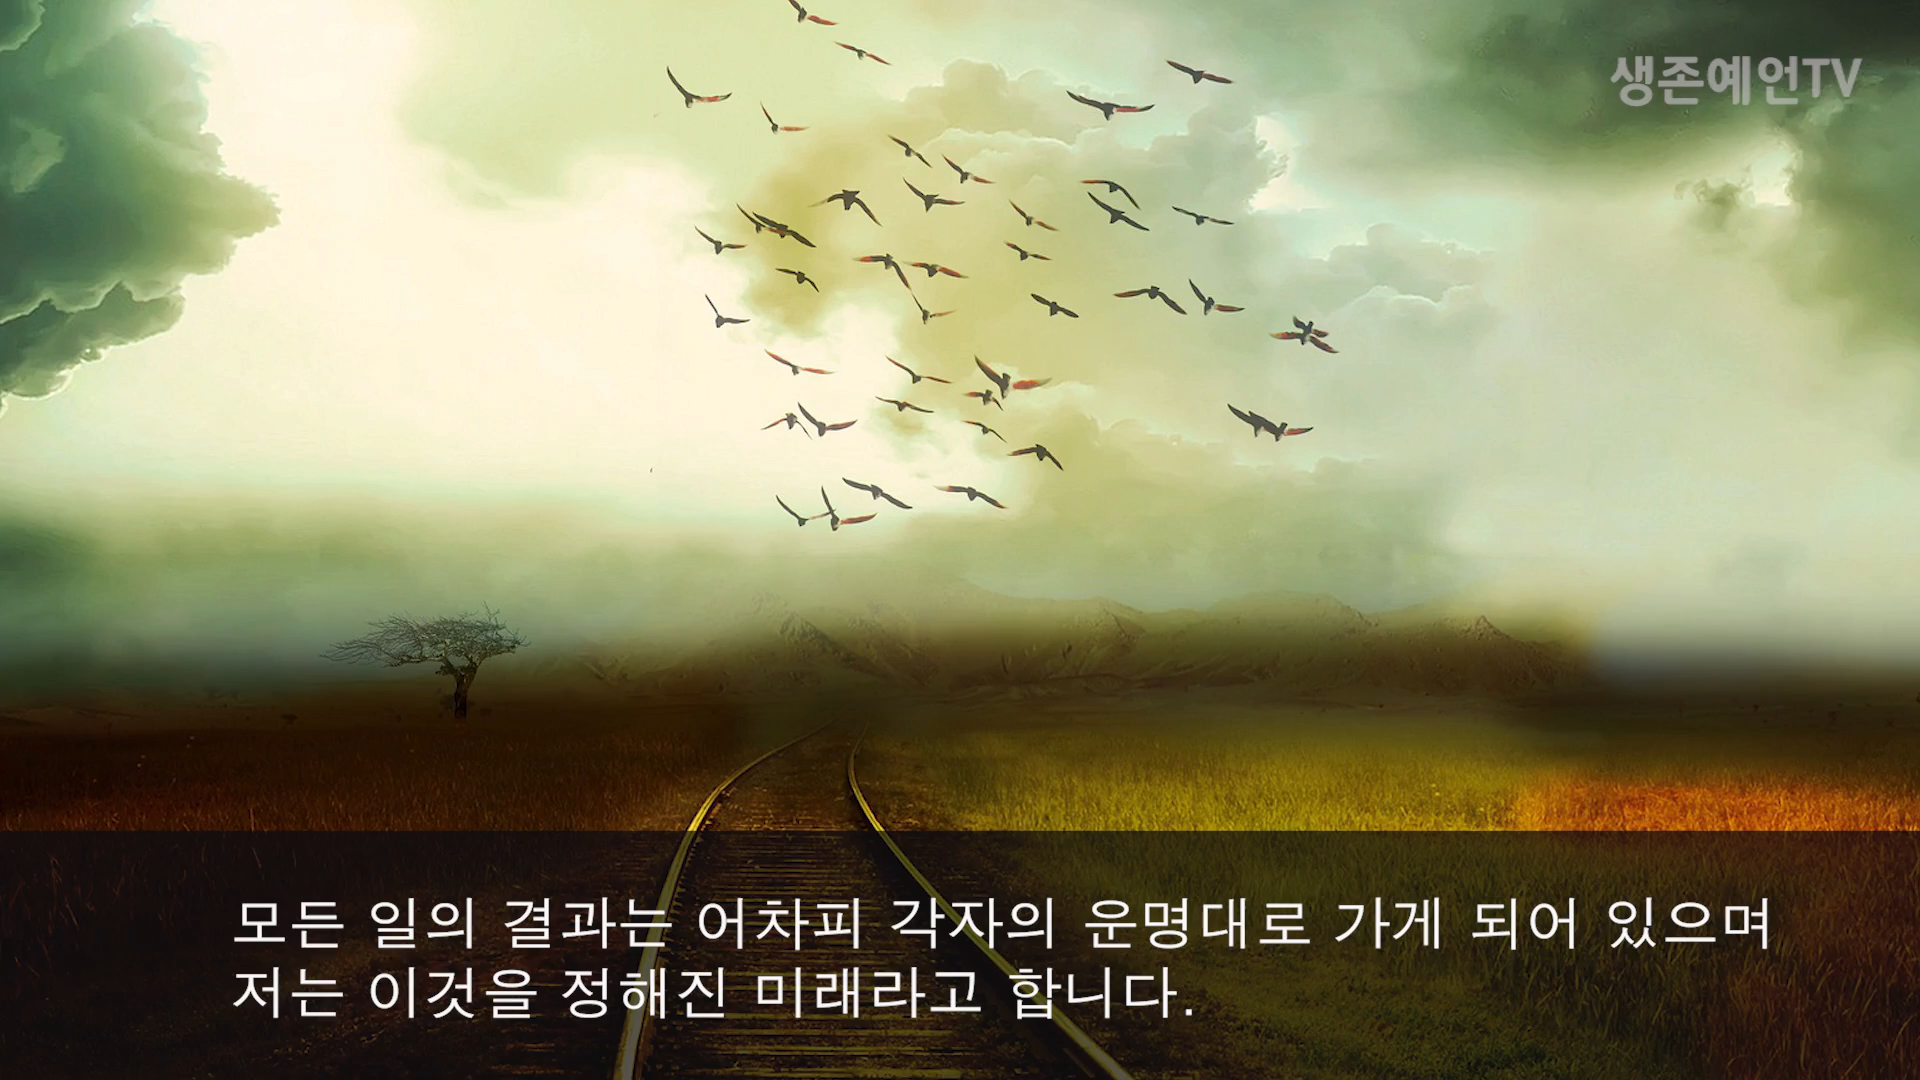 생존예언TV
모든 일의 결과는 어차피 각자의 운명대로 가게 되어 있으며
저는 이것을 정해진 미래라고 합니다.